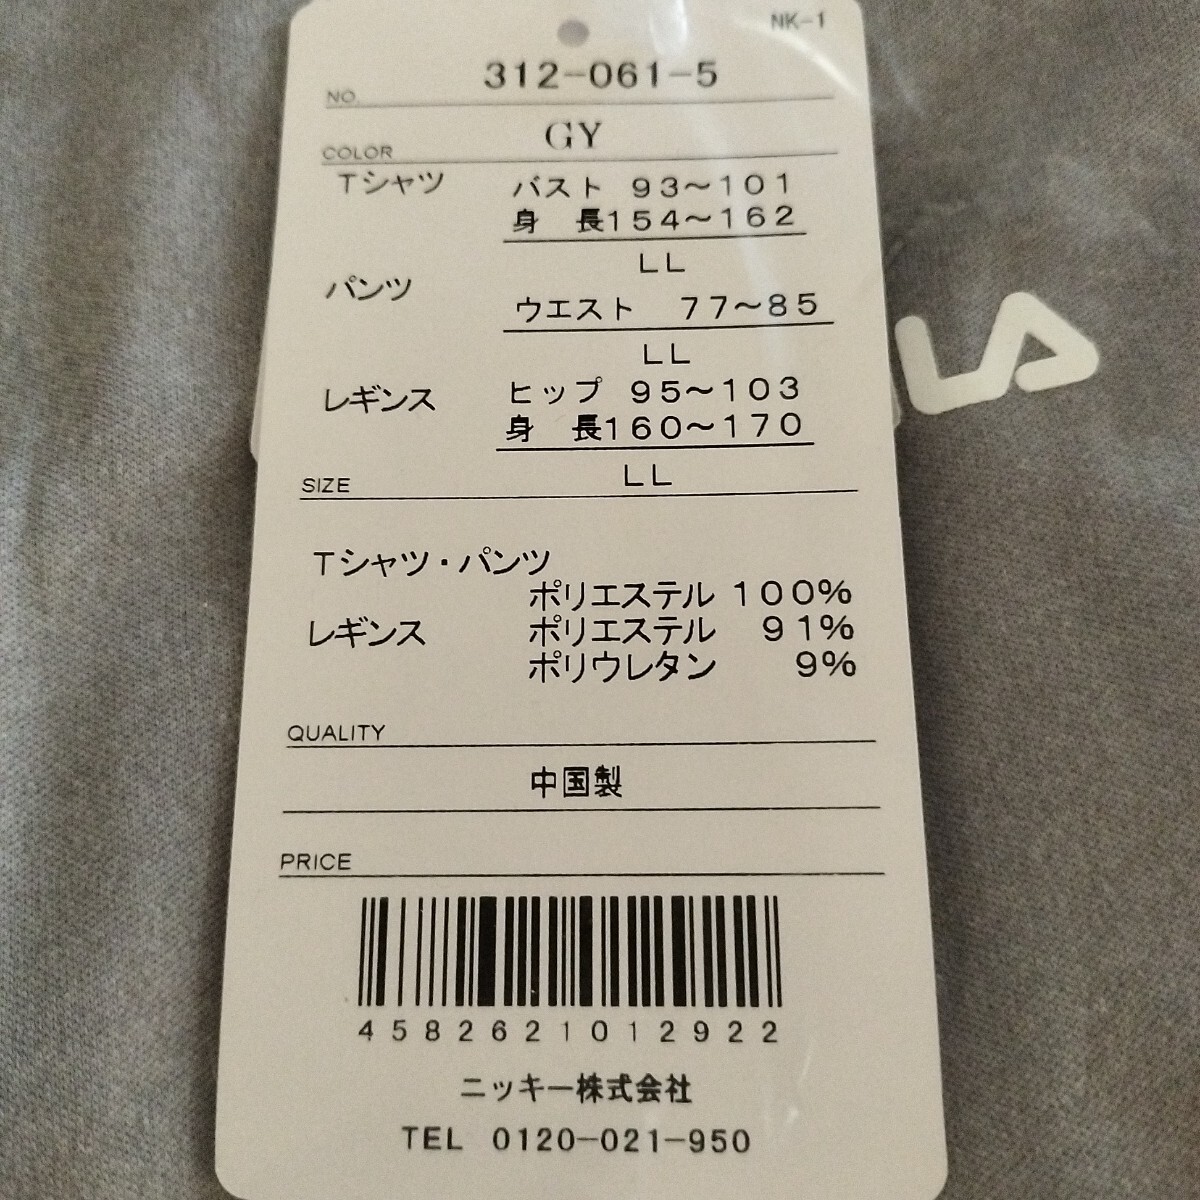 NK-1
NO. 312-061-5
COLOR GY
Tシャツ バスト 93〜101
身 長154〜162
LL
パンツ ウエスト 77〜85
LL
レギンス ヒップ 95〜103
身 長160〜170
SIZE LL
Tシャツ・パンツ
ポリエステル 100%
レギンス ポリエステル 91%
ポリウレタン 9%
QUALITY
中国製
PRICE
4582621012922
ニッキー株式会社
TEL 0120-021-950
LA